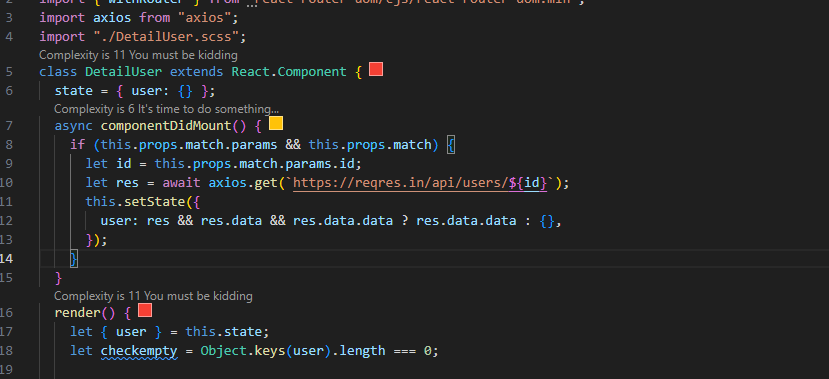 2 import { withRouter } from "react-router-dom/cjs/react-router-dom.min";
3 import axios from "axios";
4 import "./DetailUser.scss";
Complexity is 11 You must be kidding
5 class DetailUser extends React.Component {
6 state = { user: {} };
Complexity is 6 It's time to do something...
7 async componentDidMount() {
8 if (this.props.match.params && this.props.match) {
9 let id = this.props.match.params.id;
10 let res = await axios.get(`https://reqres.in/api/users/${id}`);
11 this.setState({
12 user: res && res.data && res.data.data ? res.data.data : {},
13 });
14 }
15 }
Complexity is 11 You must be kidding
16 render() {
17 let { user } = this.state;
18 let checkempty = Object.keys(user).length === 0;
19